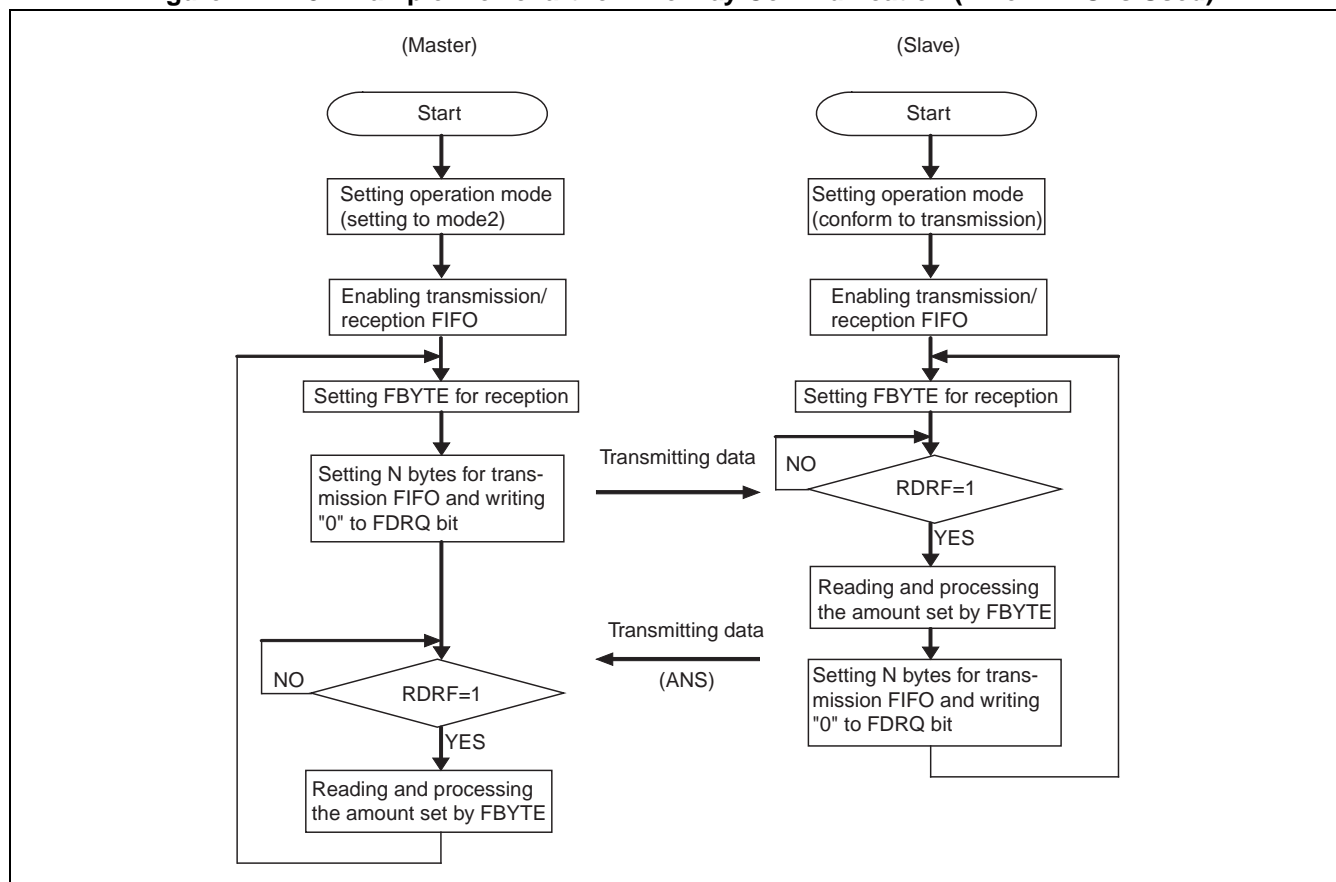 (Master)
Start
Setting operation mode
(setting to mode2)
Enabling transmission/
reception FIFO
Setting FBYTE for reception
Setting N bytes for trans-
mission FIFO and writing
"0" to FDRQ bit
NO
RDRF=1
YES
Reading and processing
the amount set by FBYTE
Transmitting data
Transmitting data
(ANS)
(Slave)
Start
Setting operation mode
(conform to transmission)
Enabling transmission/
reception FIFO
Setting FBYTE for reception
NO
RDRF=1
YES
Reading and processing
the amount set by FBYTE
Setting N bytes for trans-
mission FIFO and writing
"0" to FDRQ bit